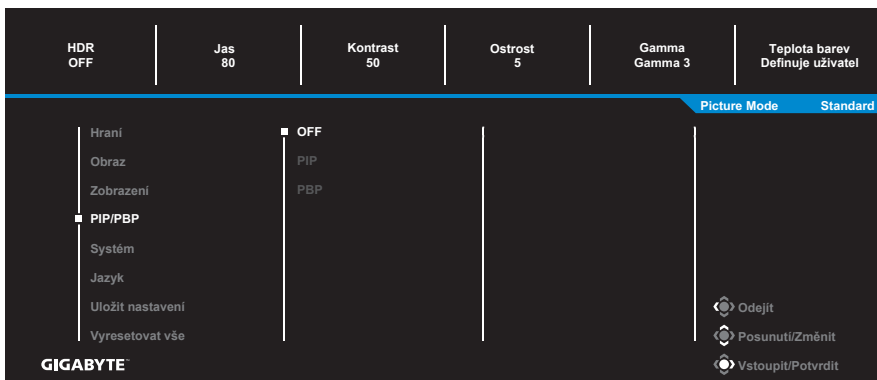 HDR
OFF
Jas
80
Kontrast
50
Ostrost
5
Gamma
Gamma 3
Teplota barev
Definuje uživatel
Picture Mode Standard
Hraní
Obraz
Zobrazení
PIP/PBP
Systém
Jazyk
Uložit nastavení
Vyresetovat vše
OFF
PIP
PBP
Odejít
Posunutí/Změnit
Vstoupit/Potvrdit
GIGABYTE™